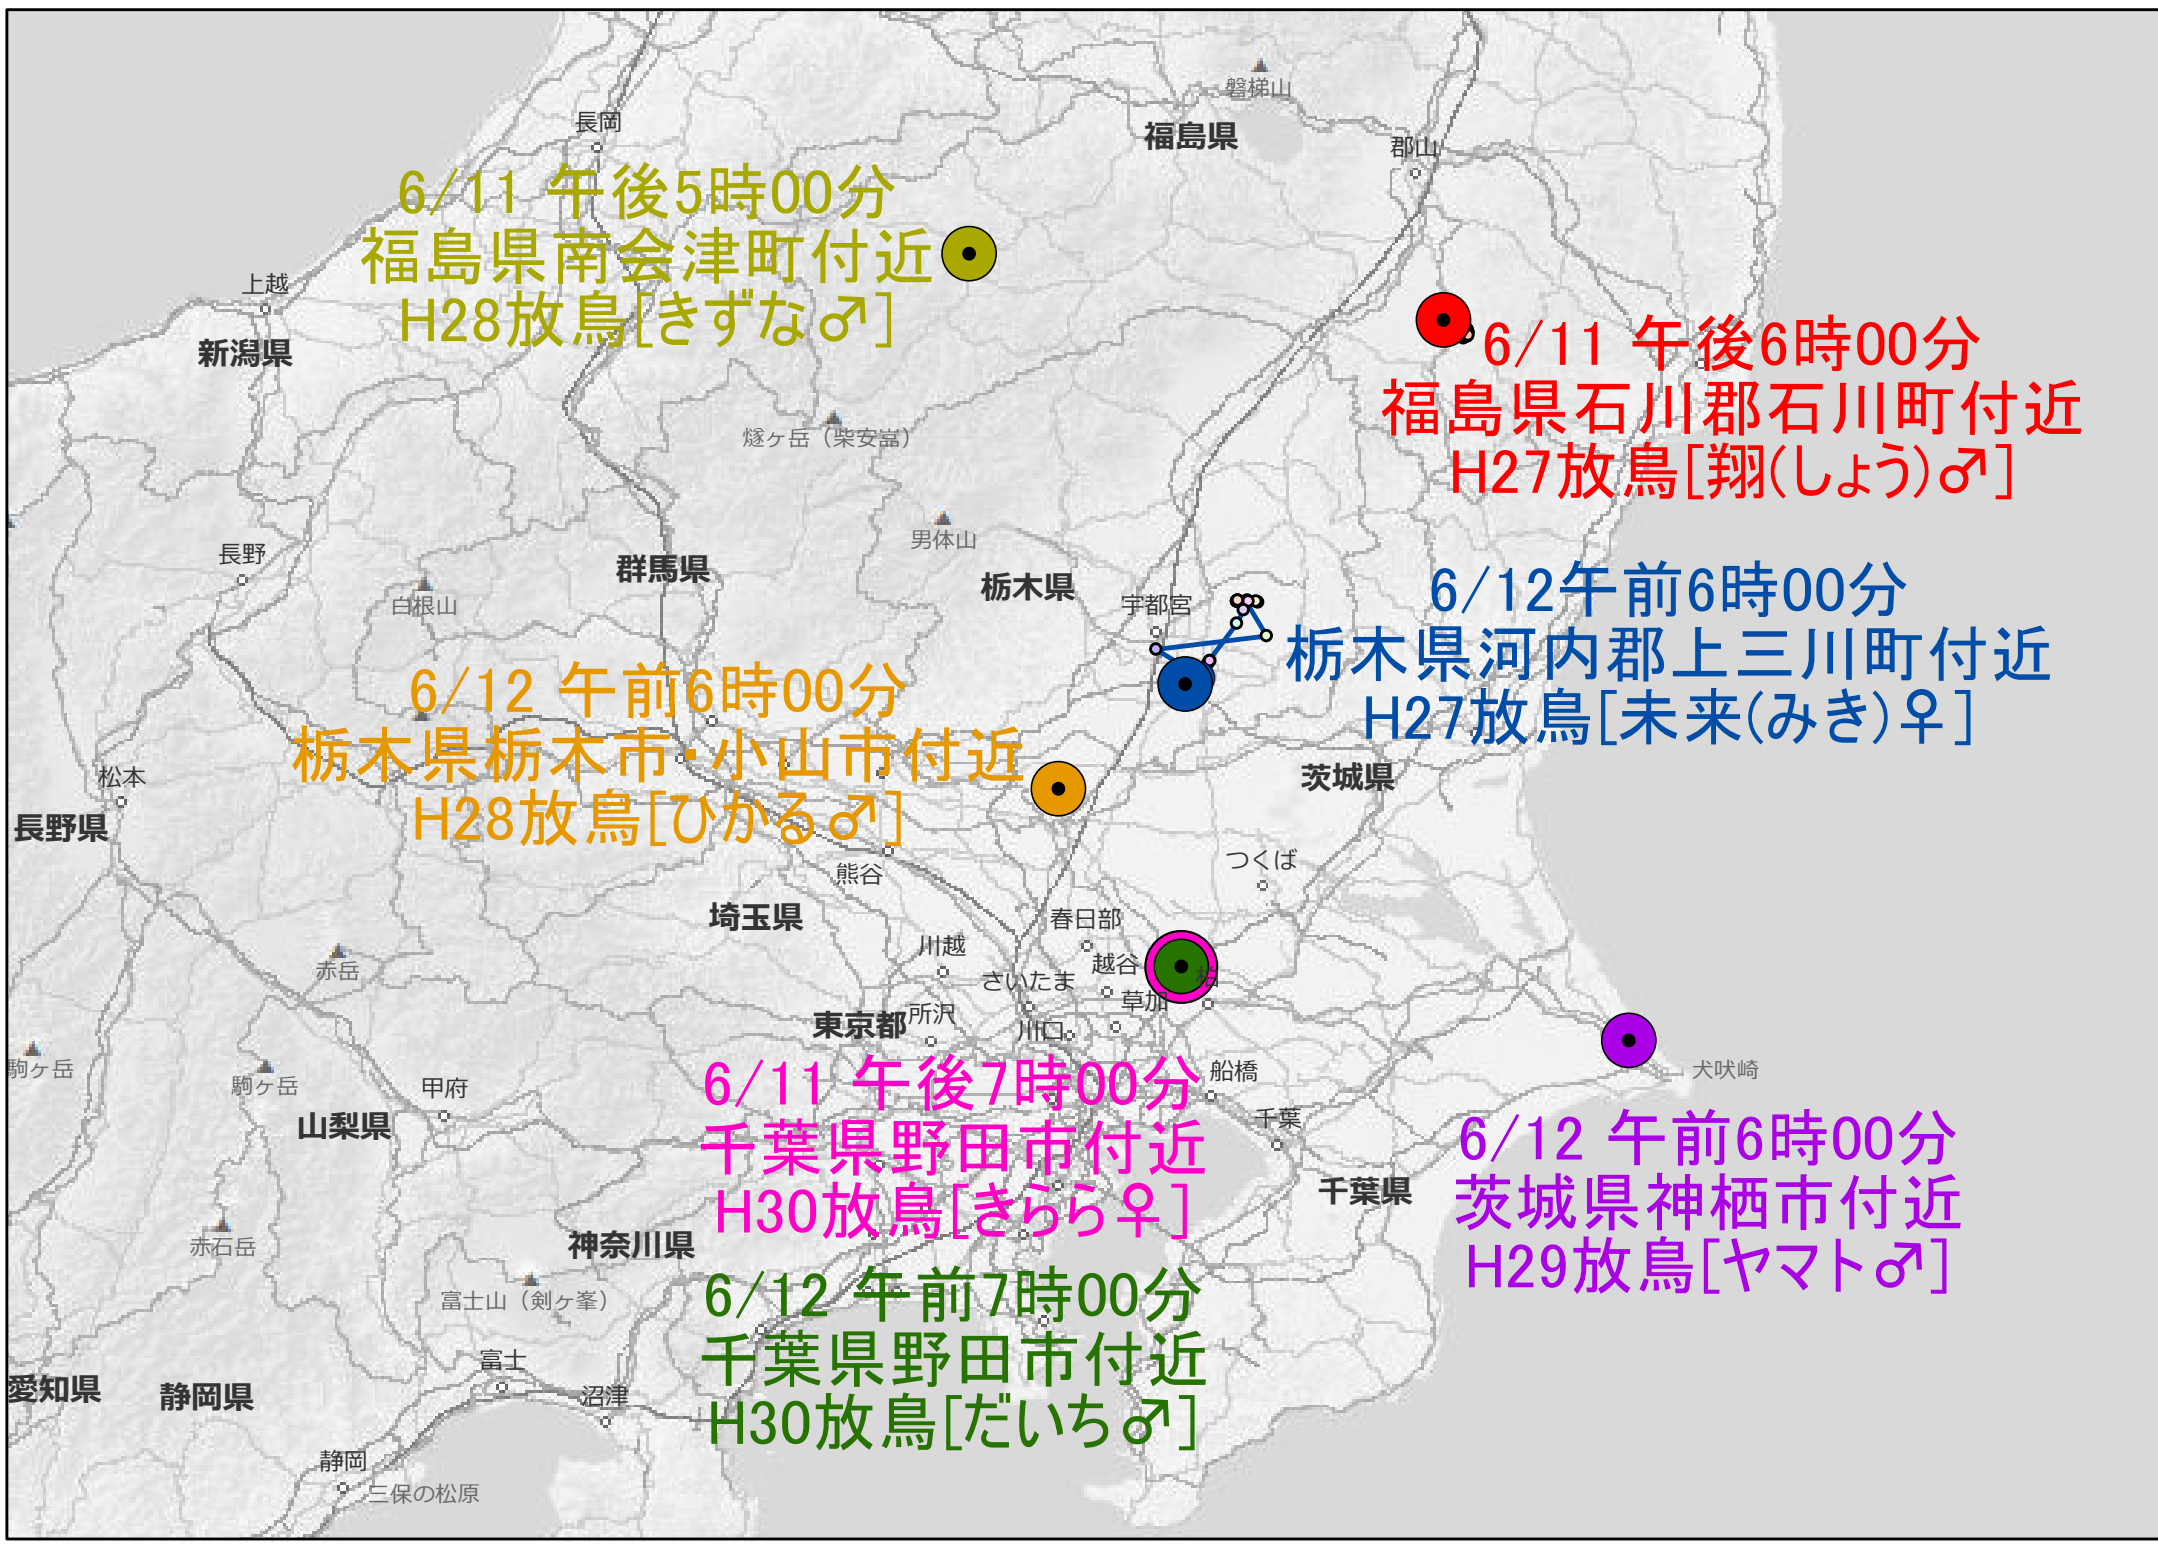 磐梯山
長岡
福島県
郡山
6/11 午後5時00分
福島県南会津町付近
H28放鳥[きずな♂]
上越
新潟県
6/11 午後6時00分
福島県石川郡石川町付近
H27放鳥[翔(しょう)♂]
燧ヶ岳（柴安嵓）
男体山
長野
群馬県
栃木県
宇都宮
白根山
6/12午前6時00分
栃木県河内郡上三川町付近
H27放鳥[未来(みき)♀]
6/12 午前6時00分
栃木県栃木市・小山市付近
H28放鳥[ひかる♂]
松本
長野県
茨城県
熊谷
つくば
埼玉県
春日部
川越
越谷
さいたま
柏
草加
赤岳
東京都
所沢
川口
駒ヶ岳
駒ヶ岳
甲府
山梨県
船橋
千葉
犬吠崎
6/11 午後7時00分
千葉県野田市付近
H30放鳥[きらら♀]
6/12 午前6時00分
茨城県神栖市付近
H29放鳥[ヤマト♂]
千葉県
赤石岳
神奈川県
富士山（剣ヶ峯）
6/12 午前7時00分
千葉県野田市付近
H30放鳥[だいち♂]
富士
沼津
愛知県
静岡県
静岡
三保の松原